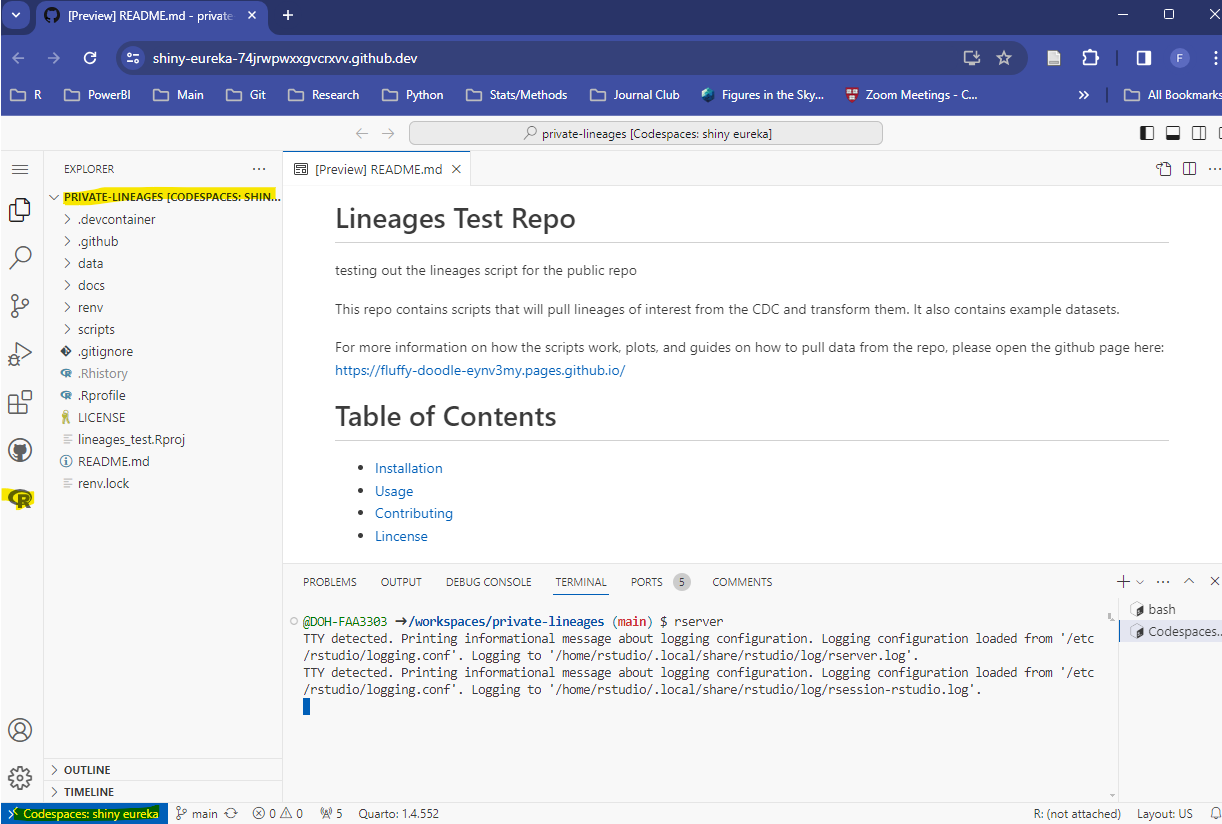 [Preview] README.md - private
shiny-eureka-74jrwpwxxgvcrxvv.github.dev
F
R
PowerBI
Main
Git
Research
Python
Stats/Methods
Journal Club
Figures in the Sky...
Zoom Meetings - C...
All Bookmarks
private-lineages [Codespaces: shiny eureka]
EXPLORER
PRIVATE-LINEAGES [CODESPACES: SHIN...
.devcontainer
.github
data
docs
renv
scripts
.gitignore
.Rhistory
.Rprofile
LICENSE
lineages_test.Rproj
README.md
renv.lock
OUTLINE
TIMELINE
[Preview] README.md
Lineages Test Repo
testing out the lineages script for the public repo
This repo contains scripts that will pull lineages of interest from the CDC and transform them. It also contains example datasets.
For more information on how the scripts work, plots, and guides on how to pull data from the repo, please open the github page here:
https://fluffy-doodle-eynv3my.pages.github.io/
Table of Contents
Installation
Usage
Contributing
Lincense
PROBLEMS OUTPUT DEBUG CONSOLE TERMINAL PORTS 5 COMMENTS
@DOH-FAA3303 ➜/workspaces/private-lineages (main) $ rserver
TTY detected. Printing informational message about logging configuration. Logging configuration loaded from '/etc
/rstudio/logging.conf'. Logging to '/home/rstudio/.local/share/rstudio/log/rserver.log'.
TTY detected. Printing informational message about logging configuration. Logging configuration loaded from '/etc
/rstudio/logging.conf'. Logging to '/home/rstudio/.local/share/rstudio/log/rsession-rstudio.log'.
bash
Codespaces...
Codespaces: shiny eureka main 0 0 5 Quarto: 1.4.552 R: (not attached) Layout: US